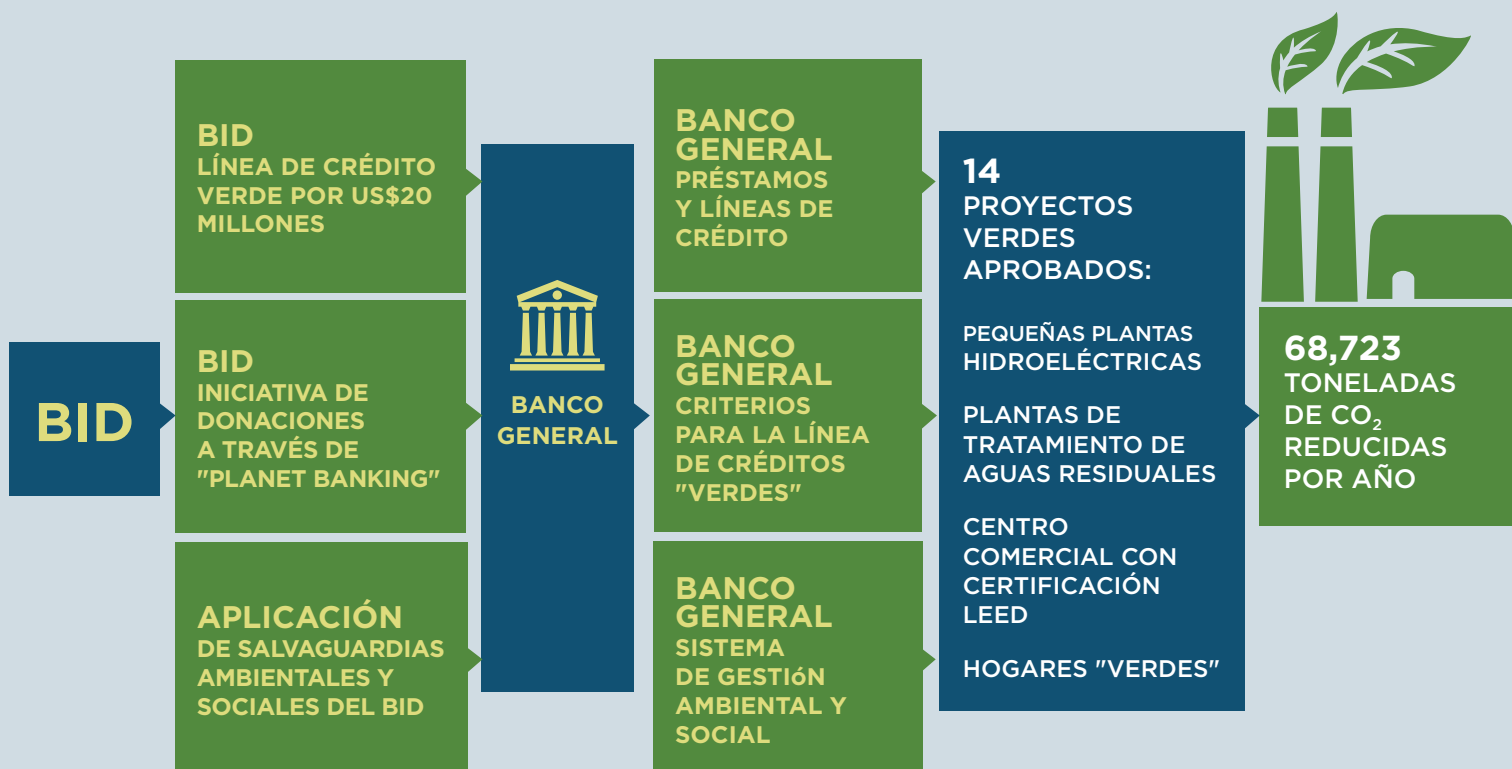 BID
BID
LÍNEA DE CRÉDITO
VERDE POR US$20
MILLONES
BID
INICIATIVA DE
DONACIONES
A TRAVÉS DE
"PLANET BANKING"
APLICACIÓN
DE SALVAGUARDIAS
AMBIENTALES Y
SOCIALES DEL BID
BANCO
GENERAL
BANCO
GENERAL
PRÉSTAMOS
Y LÍNEAS DE
CRÉDITO
BANCO
GENERAL
CRITERIOS
PARA LA LÍNEA
DE CRÉDITOS
"VERDES"
BANCO
GENERAL
SISTEMA
DE GESTIóN
AMBIENTAL Y
SOCIAL
14
PROYECTOS
VERDES
APROBADOS:
PEQUEÑAS PLANTAS
HIDROELÉCTRICAS
PLANTAS DE
TRATAMIENTO DE
AGUAS RESIDUALES
CENTRO
COMERCIAL CON
CERTIFICACIÓN
LEED
HOGARES "VERDES"
68,723
TONELADAS
DE CO₂
REDUCIDAS
POR AÑO